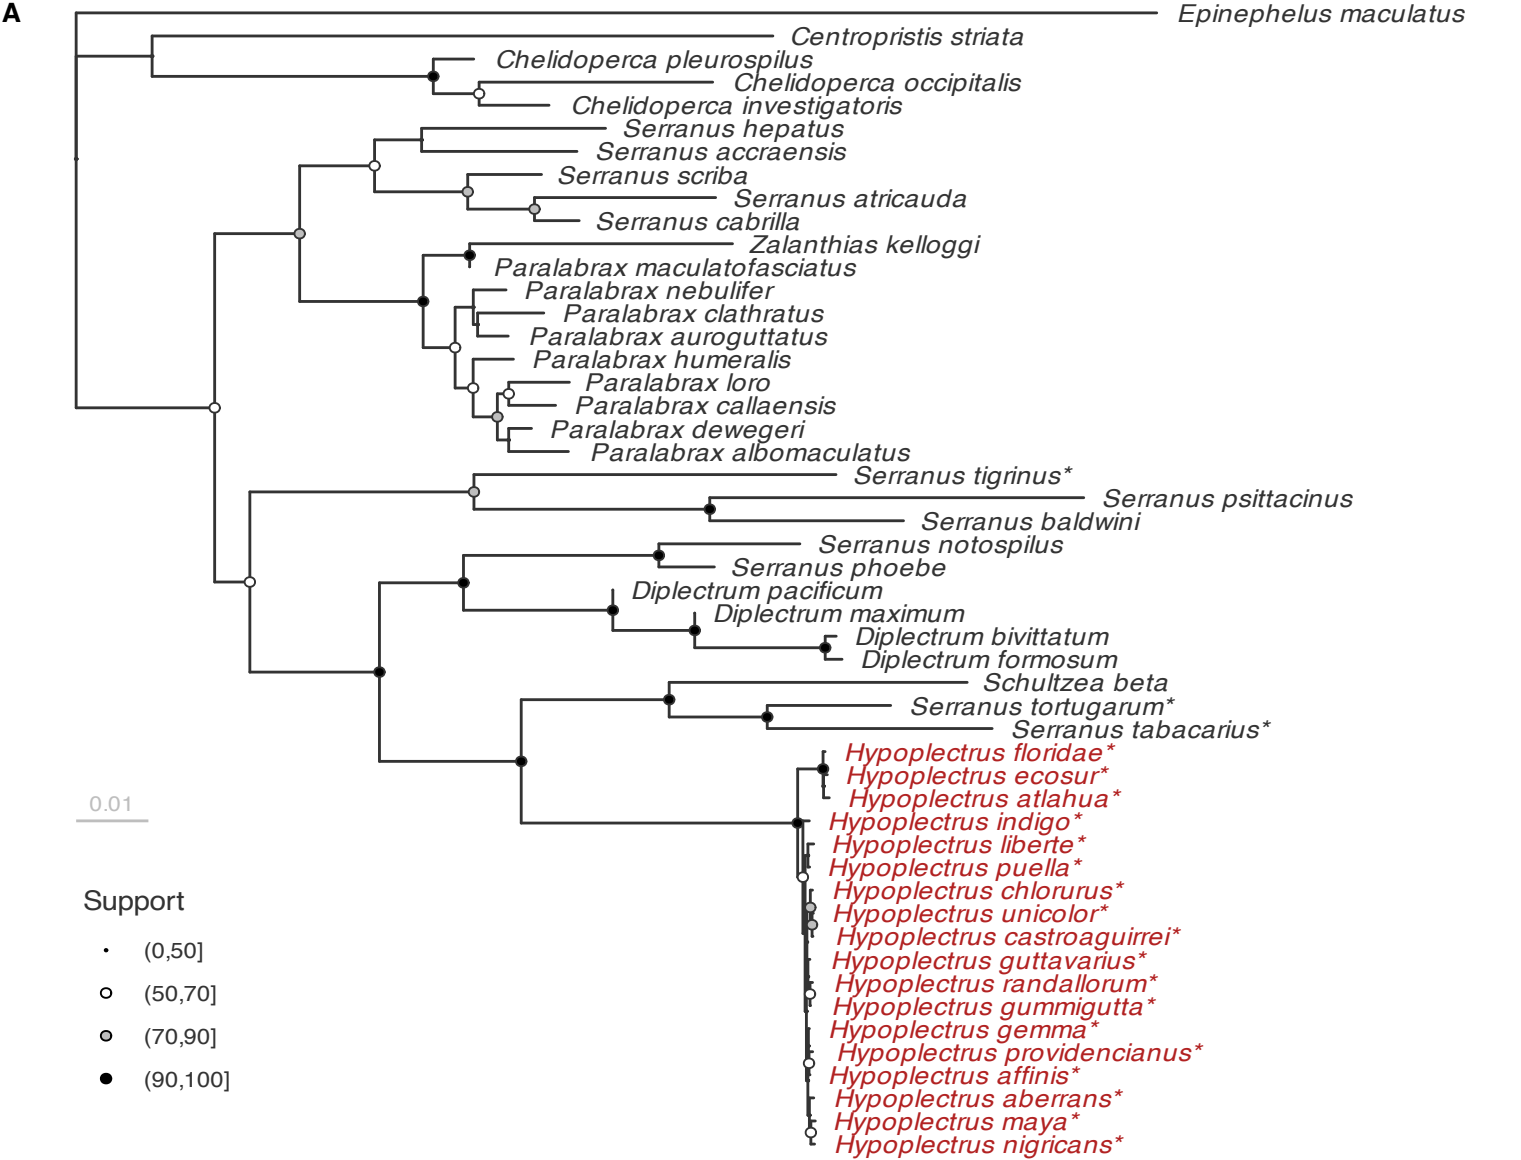 A
Epinephelus maculatus
Centropristis striata
Chelidoperca pleurospilus
Chelidoperca occipitalis
Chelidoperca investigatoris
Serranus hepatus
Serranus accraensis
Serranus scriba
Serranus atricauda
Serranus cabrilla
Zalanthias kelloggi
Paralabrax maculatofasciatus
Paralabrax nebulifer
Paralabrax clathratus
Paralabrax auroguttatus
Paralabrax humeralis
Paralabrax loro
Paralabrax callaensis
Paralabrax dewegeri
Paralabrax albomaculatus
Serranus tigrinus*
Serranus psittacinus
Serranus baldwini
Serranus notospilus
Serranus phoebe
Diplectrum pacificum
Diplectrum maximum
Diplectrum bivittatum
Diplectrum formosum
Schultzea beta
Serranus tortugarum*
Serranus tabacarius*
Hypoplectrus floridae*
Hypoplectrus ecosur*
Hypoplectrus atlahua*
Hypoplectrus indigo*
Hypoplectrus liberte*
Hypoplectrus puella*
Hypoplectrus chlorurus*
Hypoplectrus unicolor*
Hypoplectrus castroaguirrei*
Hypoplectrus guttavarius*
Hypoplectrus randallorum*
Hypoplectrus gummigutta*
Hypoplectrus gemma*
Hypoplectrus providencianus*
Hypoplectrus affinis*
Hypoplectrus aberrans*
Hypoplectrus maya*
Hypoplectrus nigricans*
0.01
Support
(0,50]
(50,70]
(70,90]
(90,100]